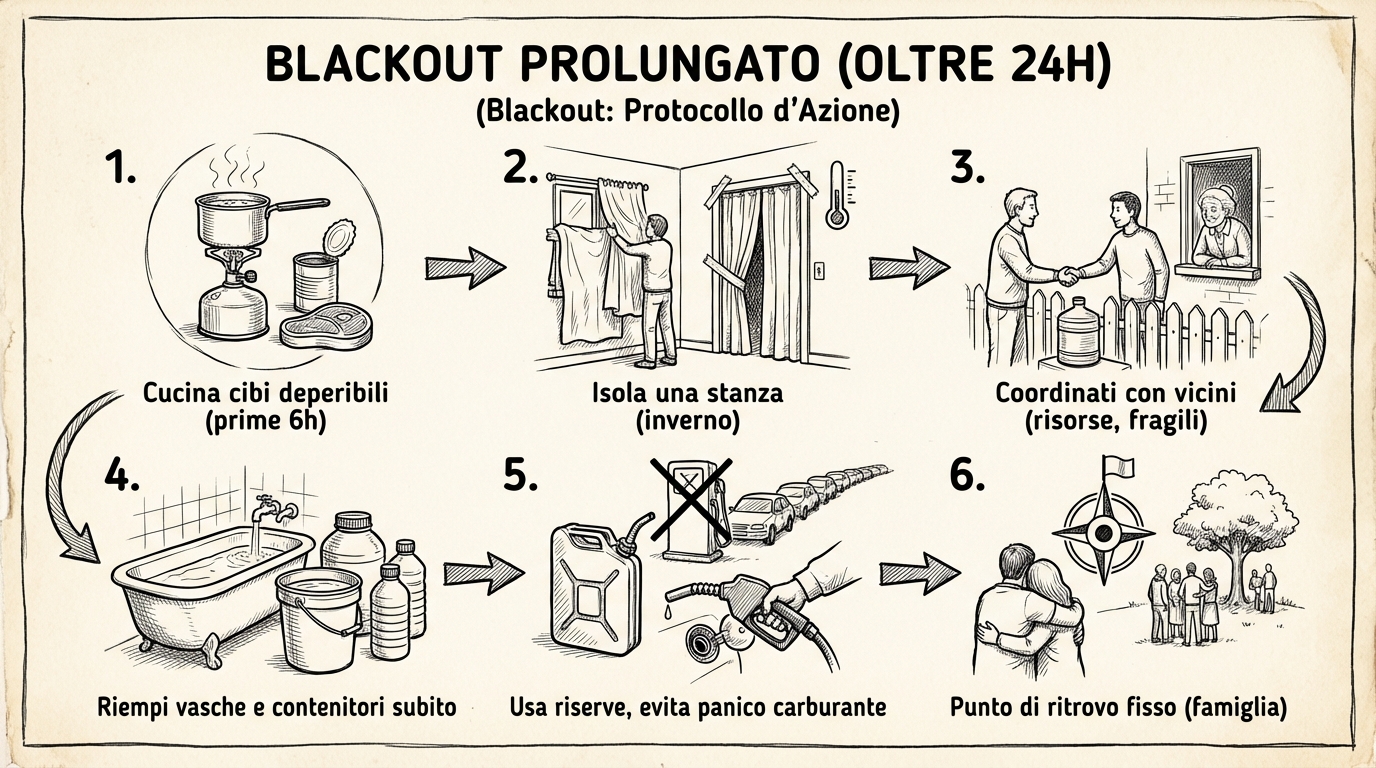 BLACKOUT PROLUNGATO (OLTRE 24H)
(Blackout: Protocollo d'Azione)
1.
Cucina cibi deperibili
(prime 6h)
2.
Isola una stanza
(inverno)
3.
Coordinati con vicini
(risorse, fragili)
4.
Riempi vasche e contenitori subito
5.
Usa riserve, evita panico carburante
6.
Punto di ritrovo fisso (famiglia)